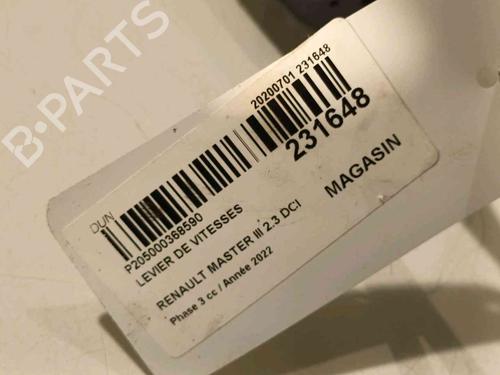 B-PARTS
20200701 231648
231648
DUN
P205000368590
LEVIER DE VITESSES
MAGASIN
RENAULT MASTER III 2.3 DCI
Phase 3 cc / Année 2022